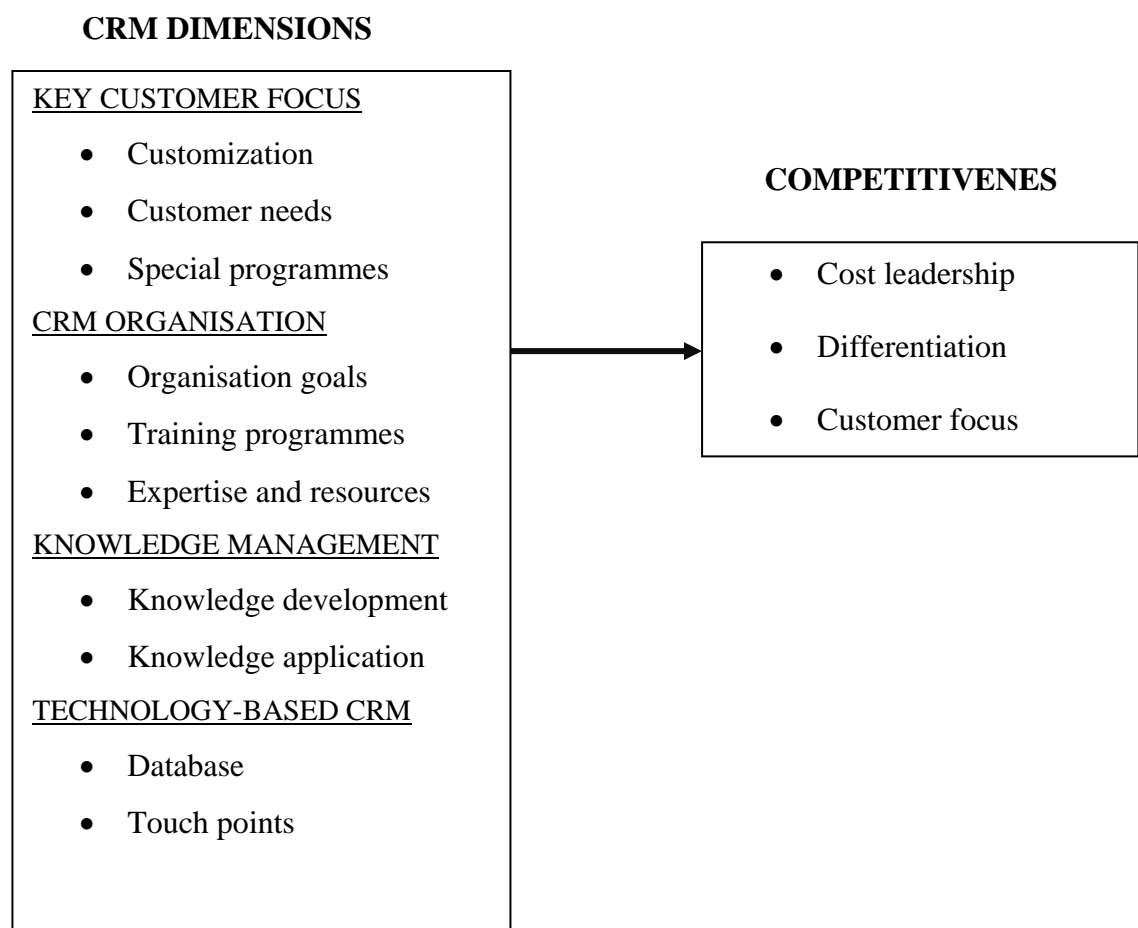 CRM DIMENSIONS
KEY CUSTOMER FOCUS
• Customization
• Customer needs
• Special programmes
CRM ORGANISATION
• Organisation goals
• Training programmes
• Expertise and resources
KNOWLEDGE MANAGEMENT
• Knowledge development
• Knowledge application
TECHNOLOGY-BASED CRM
• Database
• Touch points
COMPETITIVENES
• Cost leadership
• Differentiation
• Customer focus